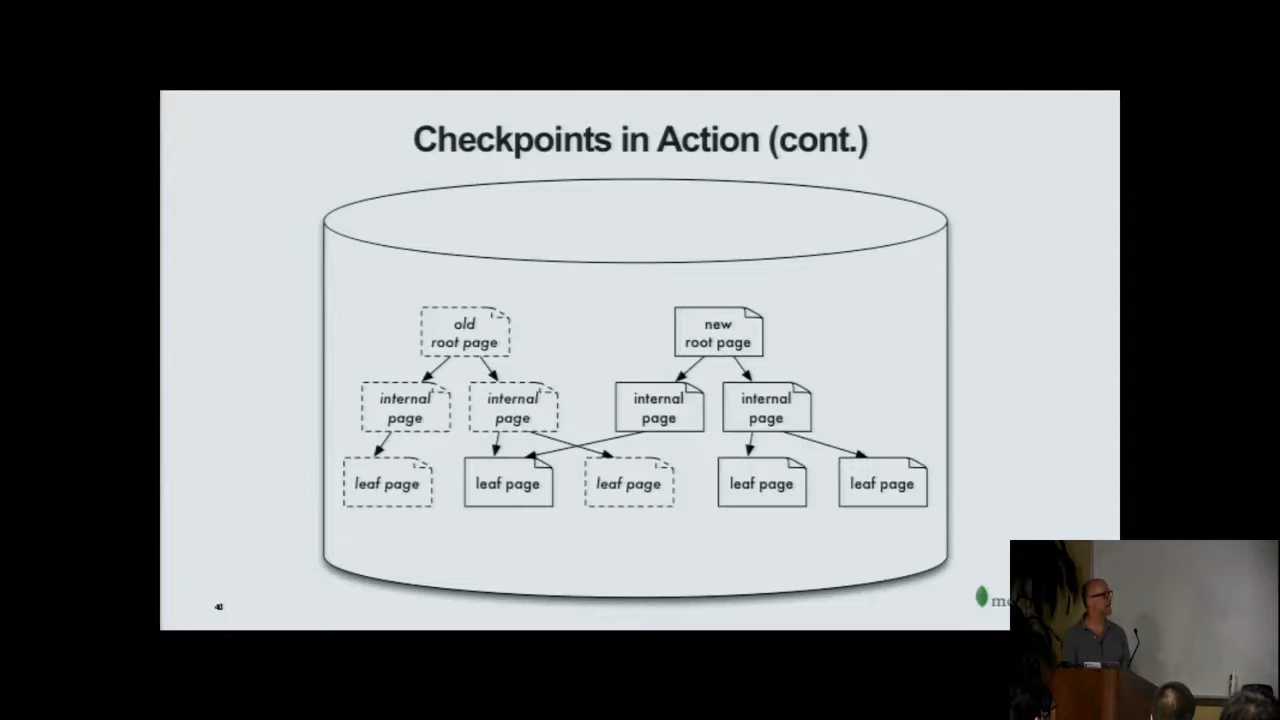 Checkpoints in Action (cont.)
old
root page
new
root page
internal
page
internal
page
internal
page
internal
page
leaf page
leaf page
leaf page
leaf page
leaf page